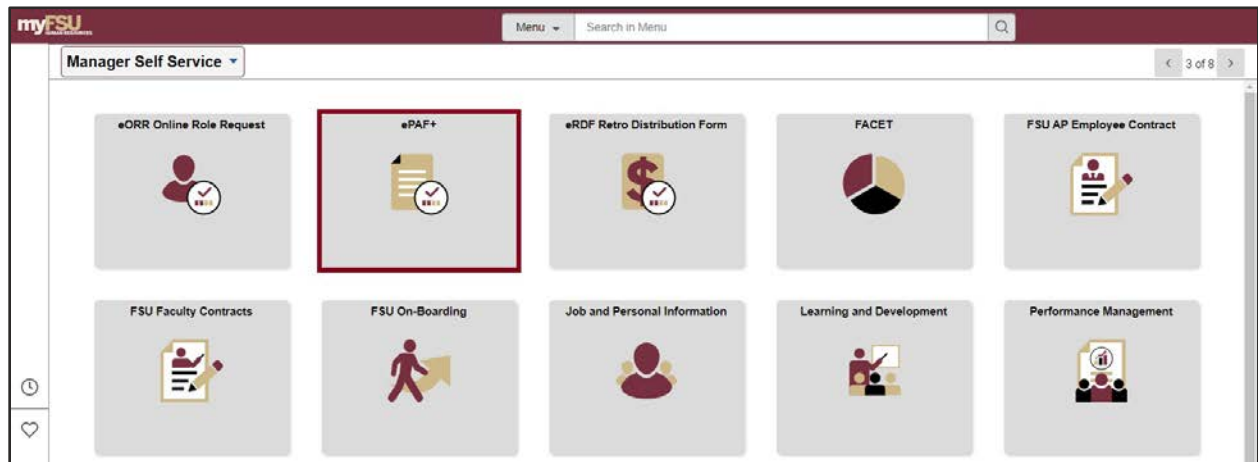 myFSU
HUMAN RESOURCES
Menu
Search in Menu
Manager Self Service
3 of 8
eORR Online Role Request
ePAF+
eRDF Retro Distribution Form
FACET
FSU AP Employee Contract
$
FSU Faculty Contracts
FSU On-Boarding
Job and Personal Information
Learning and Development
Performance Management